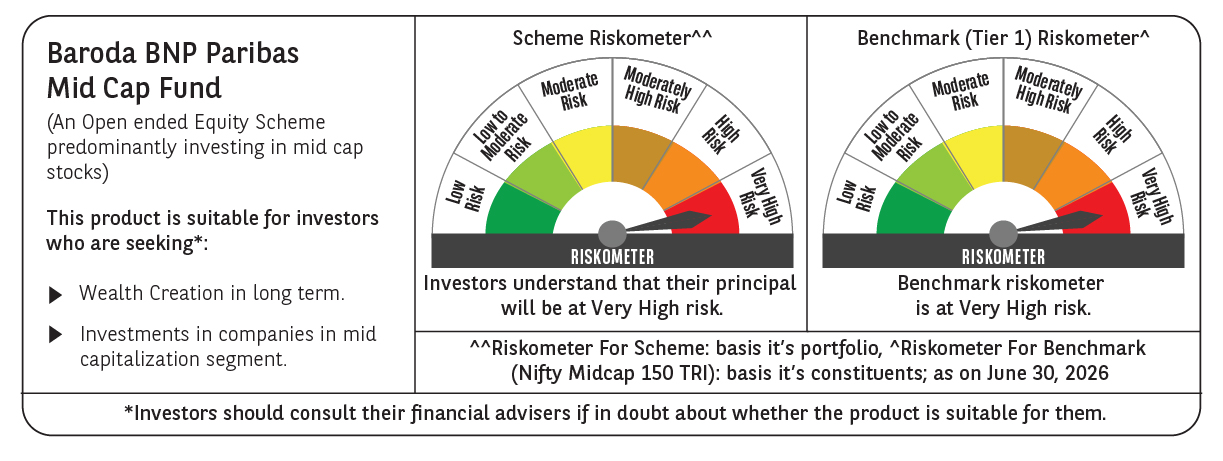 Baroda BNP Paribas
Mid Cap Fund
(An Open ended Equity Scheme
predominantly investing in mid cap
stocks)
This product is suitable for investors
who are seeking*:
Wealth Creation in long term.
Investments in companies in mid
capitalization segment.
Scheme Riskometer^^
Low
Risk
Low to
Moderate
Risk
Moderate
Risk
Moderately
High Risk
High
Risk
Very High
Risk
RISKOMETER
Investors understand that their principal
will be at Very High risk.
Benchmark (Tier 1) Riskometer^
Low
Risk
Low to
Moderate
Risk
Moderate
Risk
Moderately
High Risk
High
Risk
Very High
Risk
RISKOMETER
Benchmark riskometer
is at Very High risk.
^^Riskometer For Scheme: basis it’s portfolio, ^Riskometer For Benchmark
(Nifty Midcap 150 TRI): basis it’s constituents; as on June 30, 2026
*Investors should consult their financial advisers if in doubt about whether the product is suitable for them.